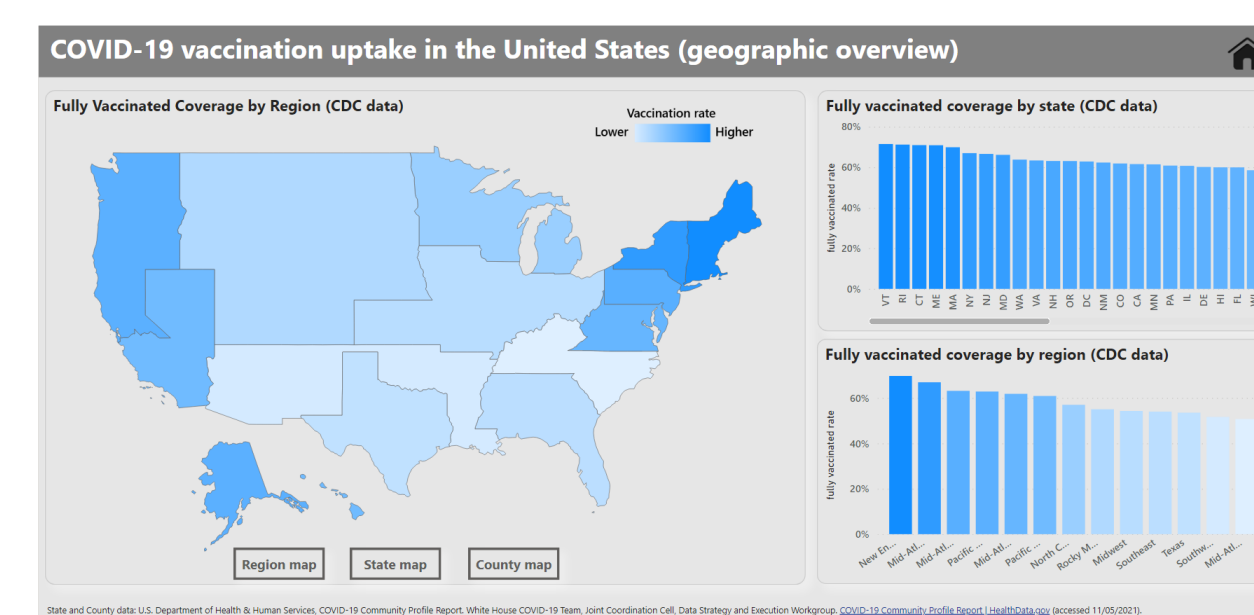 COVID-19 vaccination uptake in the United States (geographic overview)
Fully Vaccinated Coverage by Region (CDC data)
Vaccination rate
Lower Higher
Region map
State map
County map
Fully vaccinated coverage by state (CDC data)
fully vaccinated rate
80%
60%
40%
20%
0%
VT RI CT ME MA NY NJ MD WA VA NH OR DC NM CO CA MN PA IL DE HI FL WI
Fully vaccinated coverage by region (CDC data)
fully vaccinated rate
60%
40%
20%
0%
New En... Mid-Atl... Mid-Atl... Pacific ... Mid-Atl... Pacific ... North C... Rocky M... Midwest Southeast Texas Southw... Mid-Atl...
State and County data: U.S. Department of Health & Human Services, COVID-19 Community Profile Report. White House COVID-19 Team, Joint Coordination Cell, Data Strategy and Execution Workgroup. COVID-19 Community Profile Report | HealthData.gov (accessed 11/05/2021).